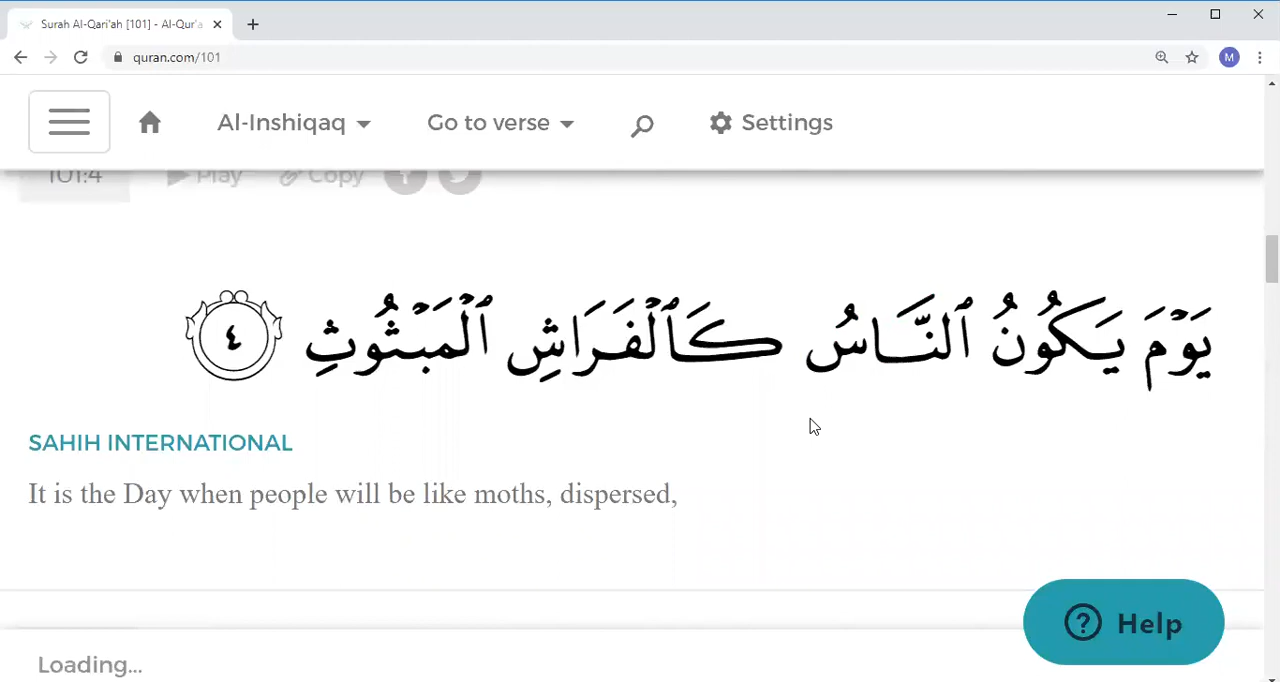 Surah Al-Qari'ah [101] - Al-Qur'a
quran.com/101
M
Al-Inshiqaq
Go to verse
Settings
101:4 Play Copy
يَوْمَ يَكُونُ ٱلنَّاسُ كَٱلْفَرَاشِ ٱلْمَبْثُوثِ ٤
SAHIH INTERNATIONAL
It is the Day when people will be like moths, dispersed,
? Help
Loading...